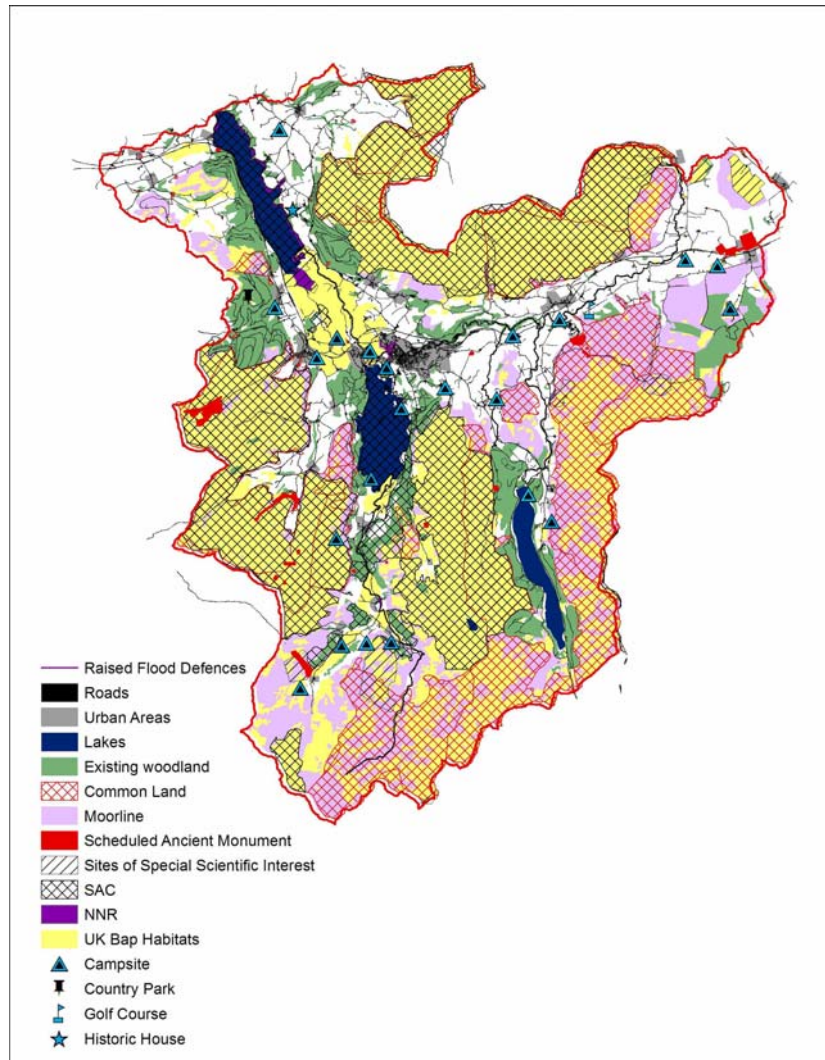 Raised Flood Defences
Roads
Urban Areas
Lakes
Existing woodland
Common Land
Moorline
Scheduled Ancient Monument
Sites of Special Scientific Interest
SAC
NNR
UK Bap Habitats
Campsite
Country Park
Golf Course
Historic House